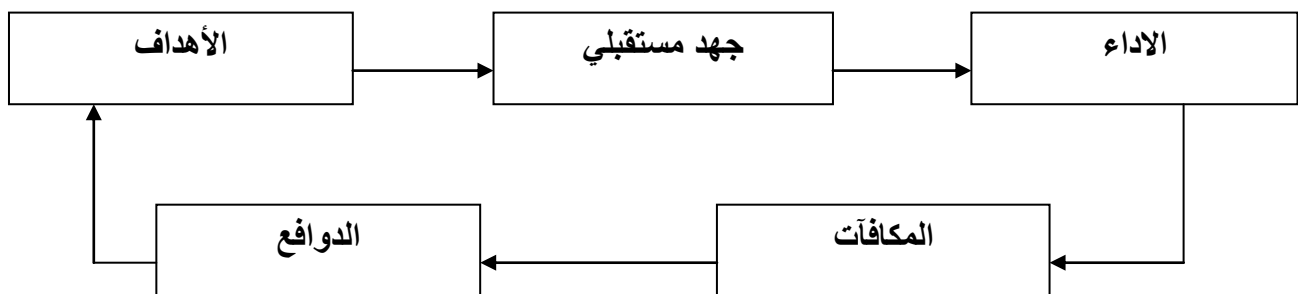 الأهداف
جهد مستقبلي
الاداء
الدوافع
المكافآت